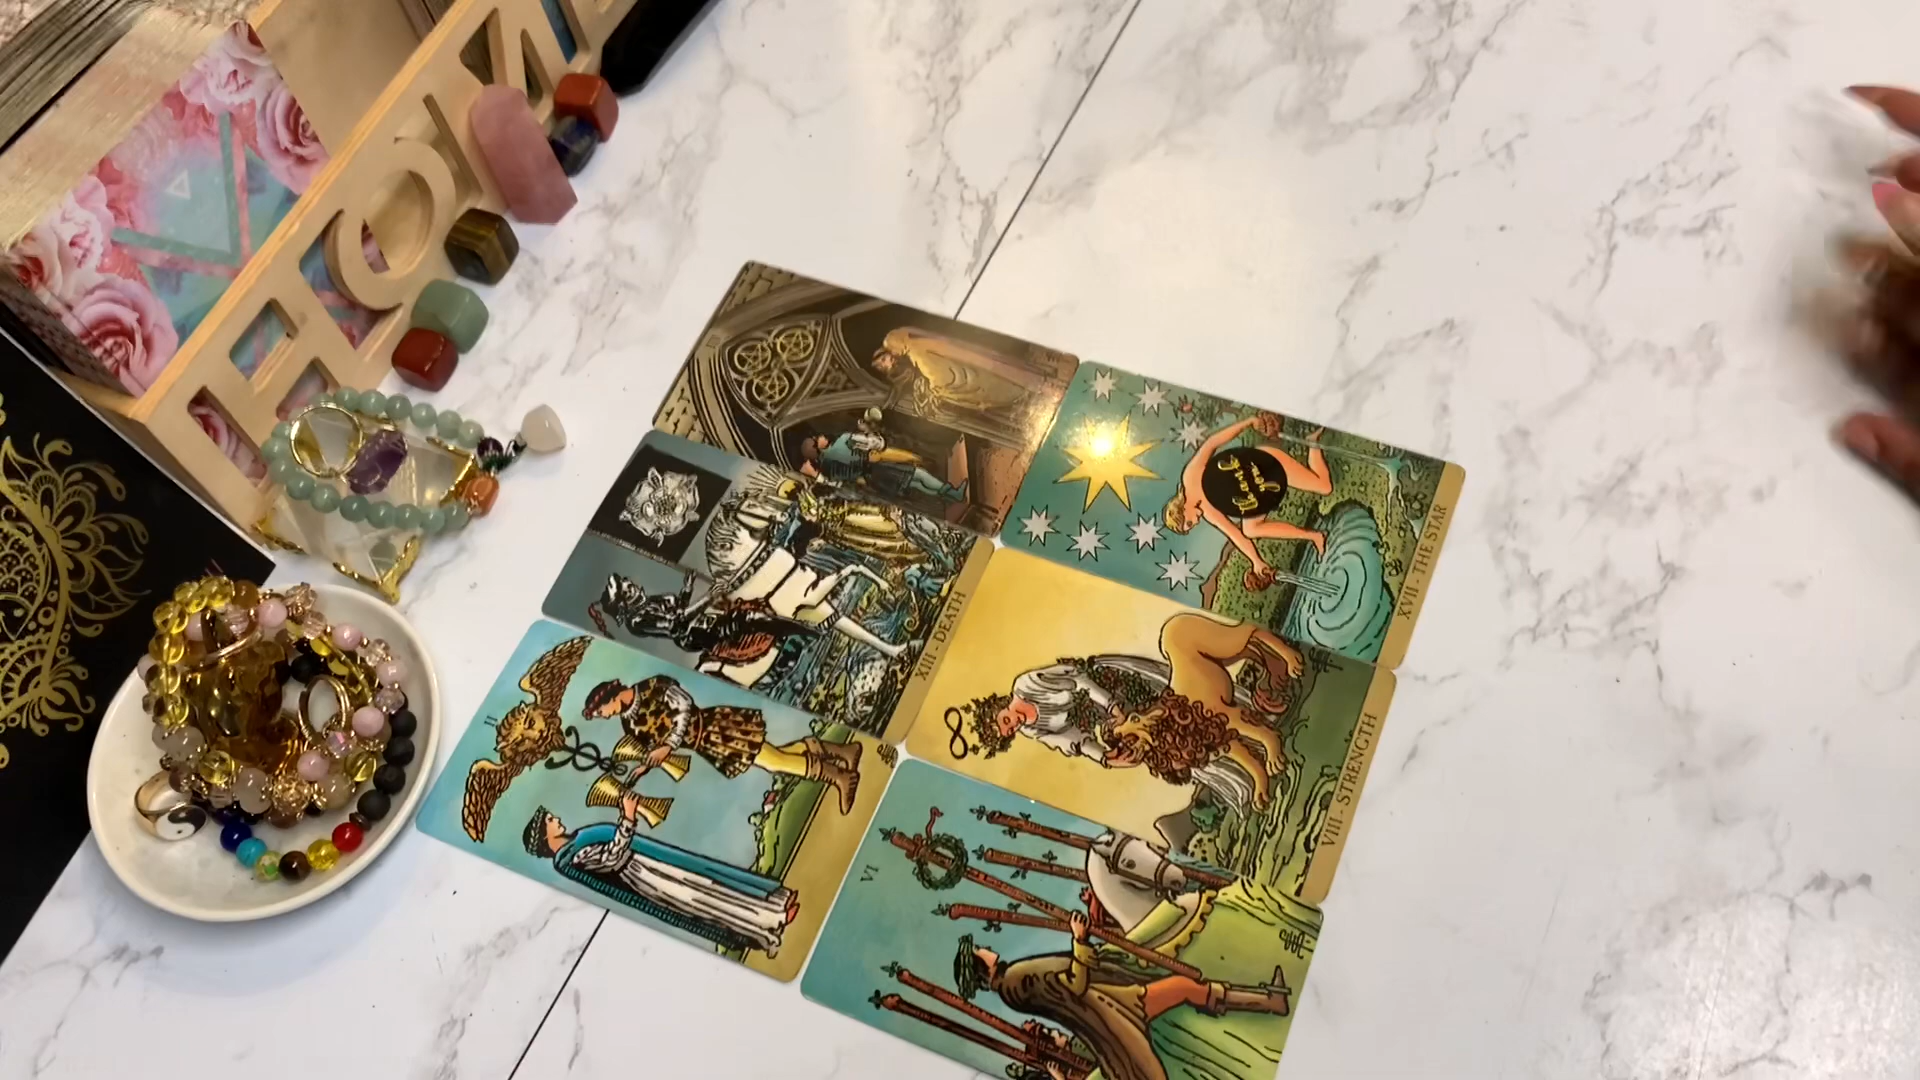 HOME
thank
you
XVII - THE STAR
XIII - DEATH
VIII - STRENGTH
II
VI